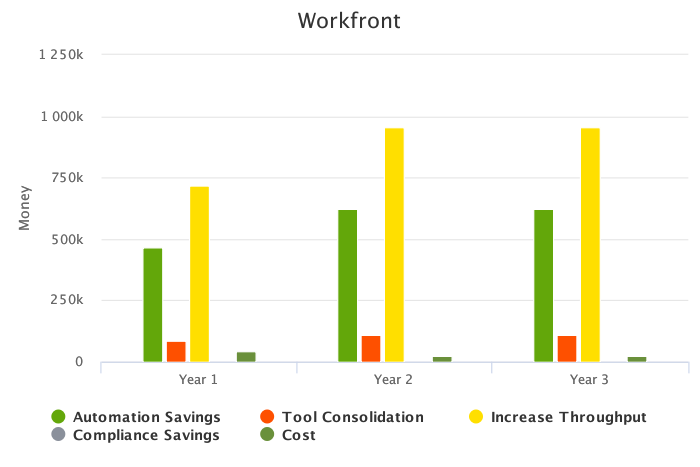 Workfront
1 250k
1 000k
750k
500k
250k
0
Money
Year 1 Year 2 Year 3
Automation Savings Tool Consolidation Increase Throughput
Compliance Savings Cost